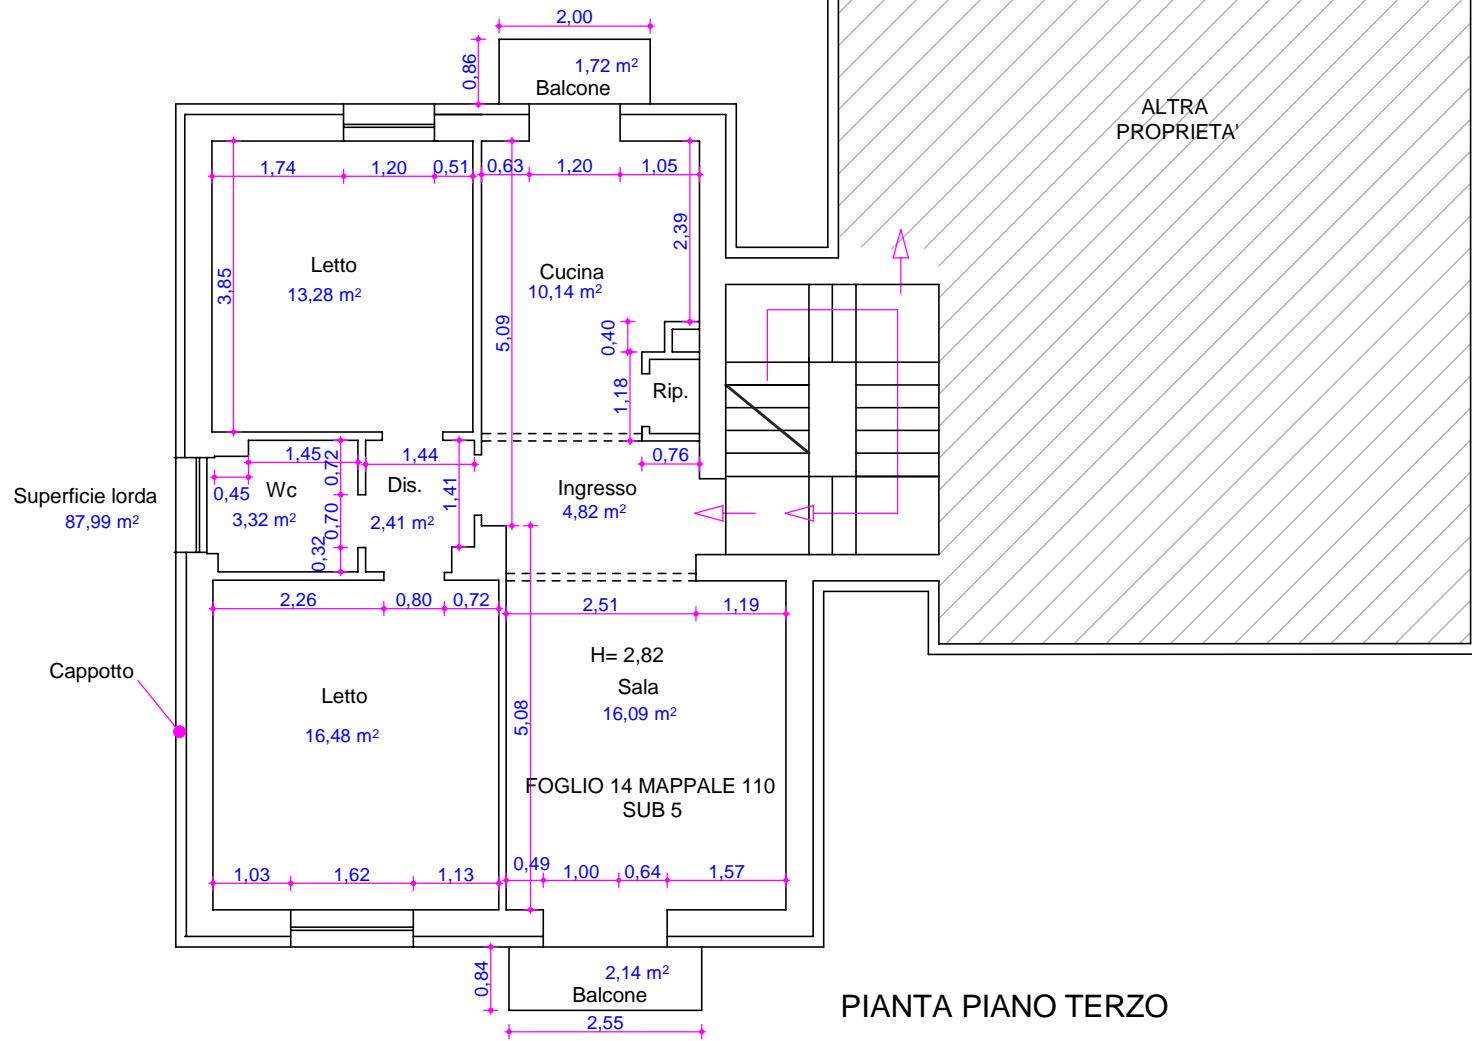 2,00
0,86
1,72 m²
Balcone
ALTRA
PROPRIETA'
1,74
1,20
0,51
0,63
1,20
1,05
2,39
Letto
13,28 m²
3,85
Cucina
10,14 m²
5,09
0,40
1,18
Rip.
1,45
0,72
1,44
1,41
0,76
0,45
Wc
3,32 m²
0,70
0,32
Dis.
2,41 m²
Ingresso
4,82 m²
Superficie lorda
87,99 m²
2,26
0,80
0,72
2,51
1,19
H= 2,82
Sala
16,09 m²
Cappotto
Letto
16,48 m²
5,08
FOGLIO 14 MAPPALE 110
SUB 5
1,03
1,62
1,13
0,49
1,00
0,64
1,57
0,84
2,14 m²
Balcone
2,55
PIANTA PIANO TERZO